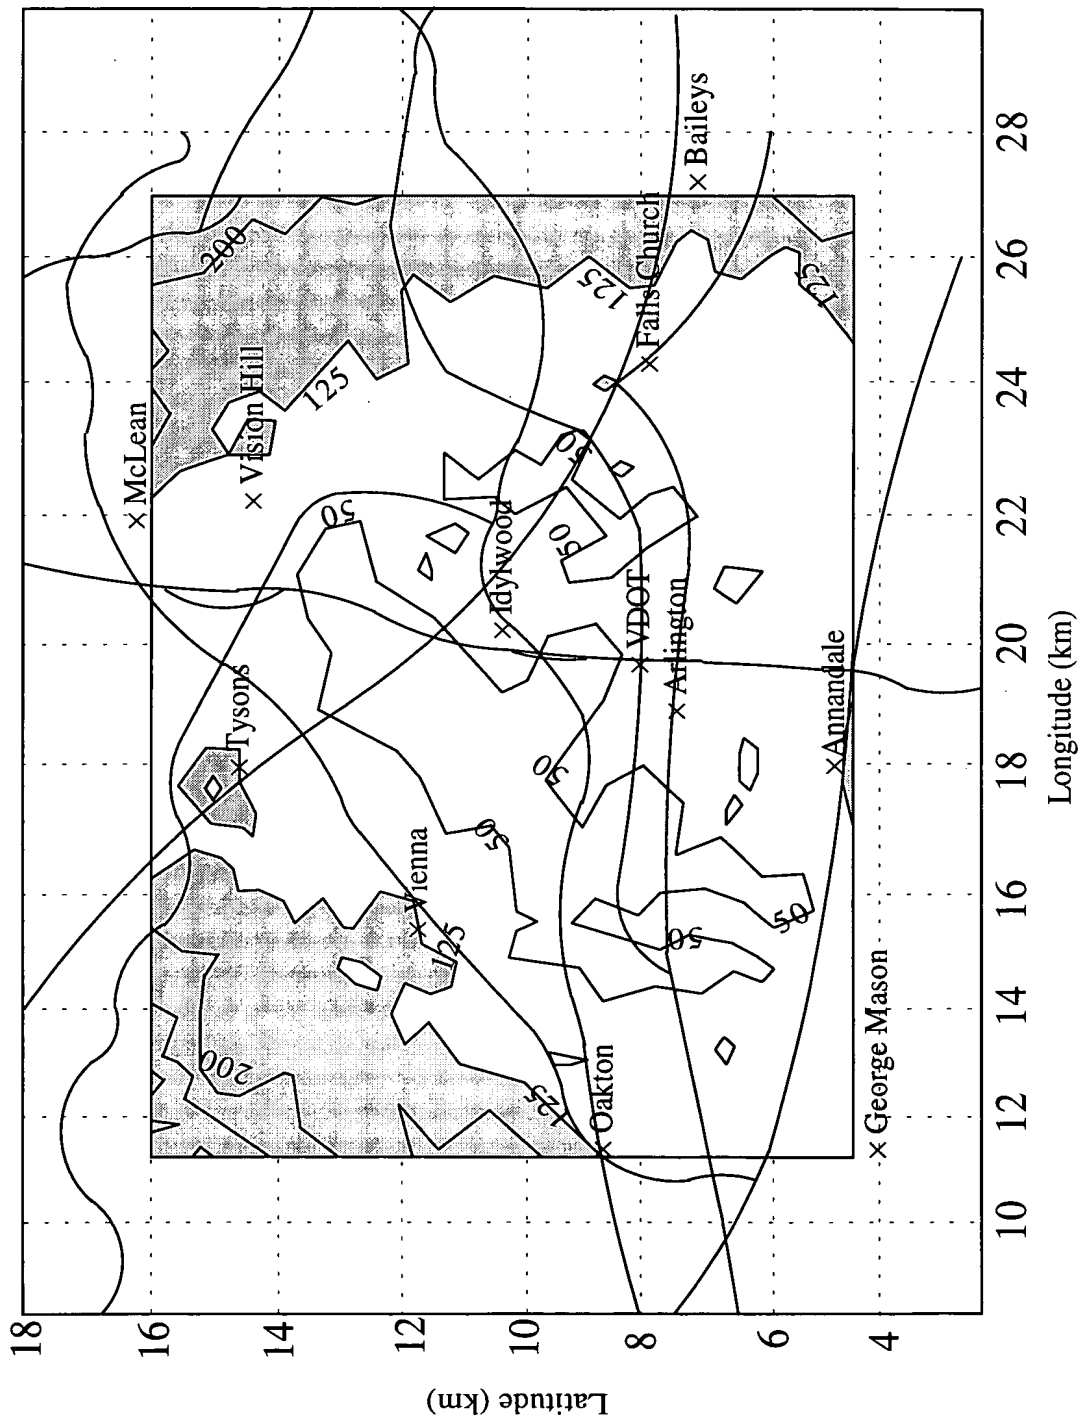 18
16
14
12
10
8
6
4
Latitude (km)
10
12
14
16
18
20
22
24
26
28
Longitude (km)
McLean
Vision Hill
Tysons
Vienna
Oakton
George Mason
Idylwood
VDOT
Arlington
Annandale
Falls Church
Baileys
200
200
125
125
125
125
125
50
50
50
50
50
50
50